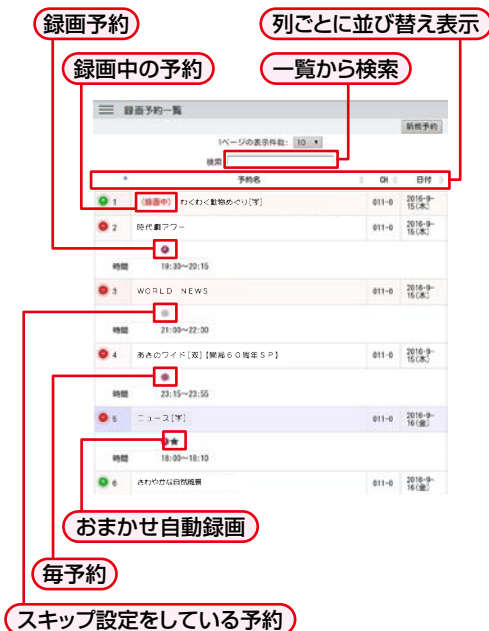 録画予約
列ごとに並び替え表示
録画中の予約
一覧から検索
録画予約一覧
新規予約
1ページの表示件数: 10
検索:
予約名 CH 日付
1 (録画中) わくわく動物めぐり[字] 011-0 2016-9-15(木)
2 時代劇アワー 011-0 2016-9-15(木)
時間 19:30~20:15
3 WORLD NEWS 011-0 2016-9-15(木)
時間 21:00~22:00
4 あきのワイド[双]【開局60周年SP】 011-0 2016-9-15(木)
時間 23:15~23:55
5 ニュース[字] 011-0 2016-9-16(金)
★
時間 18:00~18:10
6 さわやか自然風景 011-0 2016-9-16(金)
おまかせ自動録画
毎予約
スキップ設定をしている予約